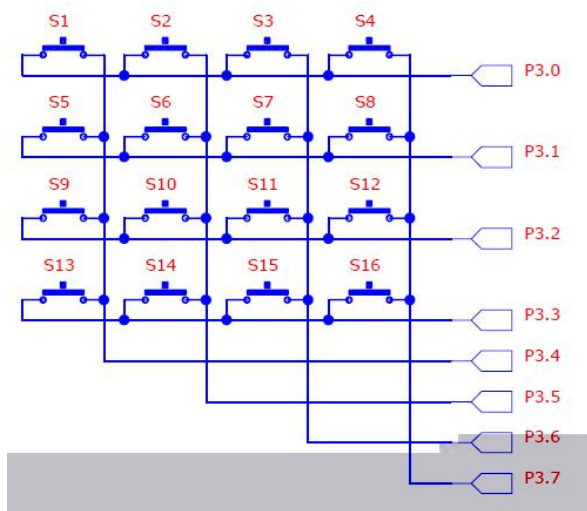 S1 S2 S3 S4
P3.0
S5 S6 S7 S8
P3.1
S9 S10 S11 S12
P3.2
S13 S14 S15 S16
P3.3
P3.4
P3.5
P3.6
P3.7